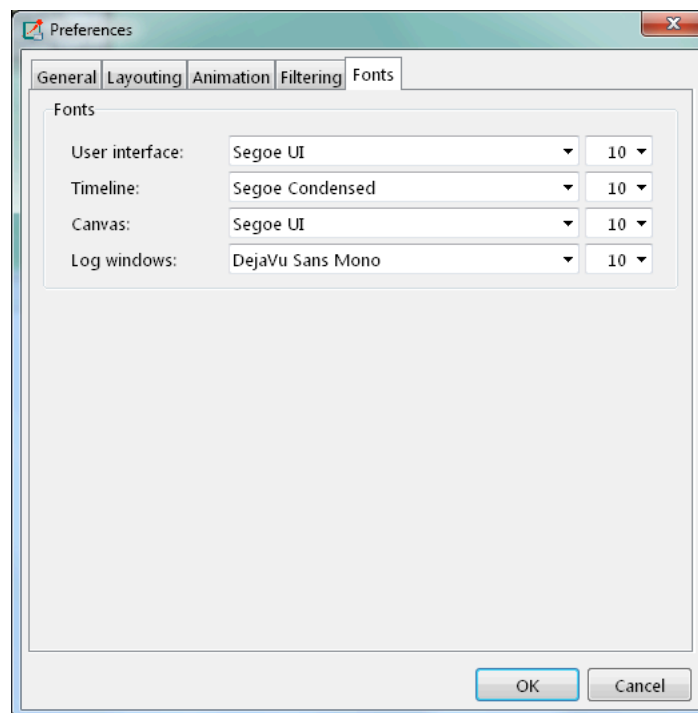 Preferences
General Layouting Animation Filtering Fonts
Fonts
User interface: Segoe UI 10
Timeline: Segoe Condensed 10
Canvas: Segoe UI 10
Log windows: DejaVu Sans Mono 10
OK Cancel